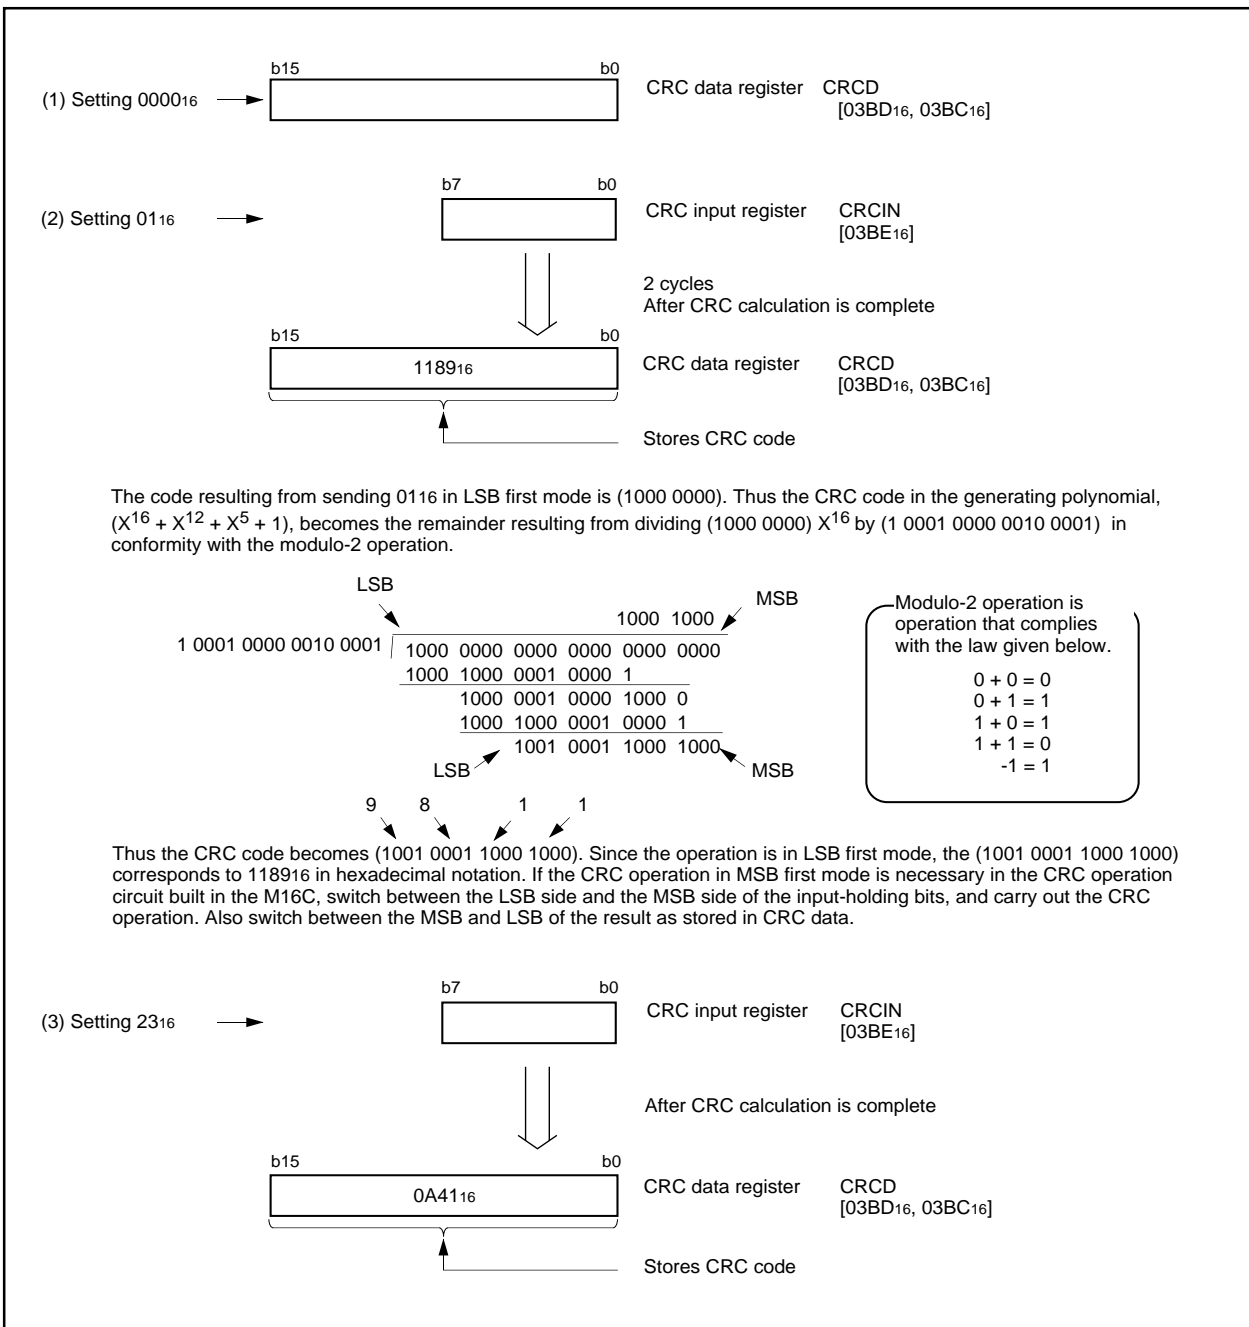 b15 b0
(1) Setting 000016
CRC data register CRCD
[03BD16, 03BC16]
b7 b0
(2) Setting 0116
CRC input register CRCIN
[03BE16]
2 cycles
After CRC calculation is complete
b15 b0
118916
CRC data register CRCD
[03BD16, 03BC16]
Stores CRC code
The code resulting from sending 0116 in LSB first mode is (1000 0000). Thus the CRC code in the generating polynomial,
(X16 + X12 + X5 + 1), becomes the remainder resulting from dividing (1000 0000) X16 by (1 0001 0000 0010 0001) in
conformity with the modulo-2 operation.
LSB MSB
1000 1000
1 0001 0000 0010 0001 1000 0000 0000 0000 0000 0000
1000 1000 0001 0000 1
1000 0001 0000 1000 0
1000 1000 0001 0000 1
1001 0001 1000 1000
LSB MSB
Modulo-2 operation is
operation that complies
with the law given below.
0 + 0 = 0
0 + 1 = 1
1 + 0 = 1
1 + 1 = 0
-1 = 1
9 8 1 1
Thus the CRC code becomes (1001 0001 1000 1000). Since the operation is in LSB first mode, the (1001 0001 1000 1000)
corresponds to 118916 in hexadecimal notation. If the CRC operation in MSB first mode is necessary in the CRC operation
circuit built in the M16C, switch between the LSB side and the MSB side of the input-holding bits, and carry out the CRC
operation. Also switch between the MSB and LSB of the result as stored in CRC data.
b7 b0
(3) Setting 2316
CRC input register CRCIN
[03BE16]
After CRC calculation is complete
b15 b0
0A4116
CRC data register CRCD
[03BD16, 03BC16]
Stores CRC code